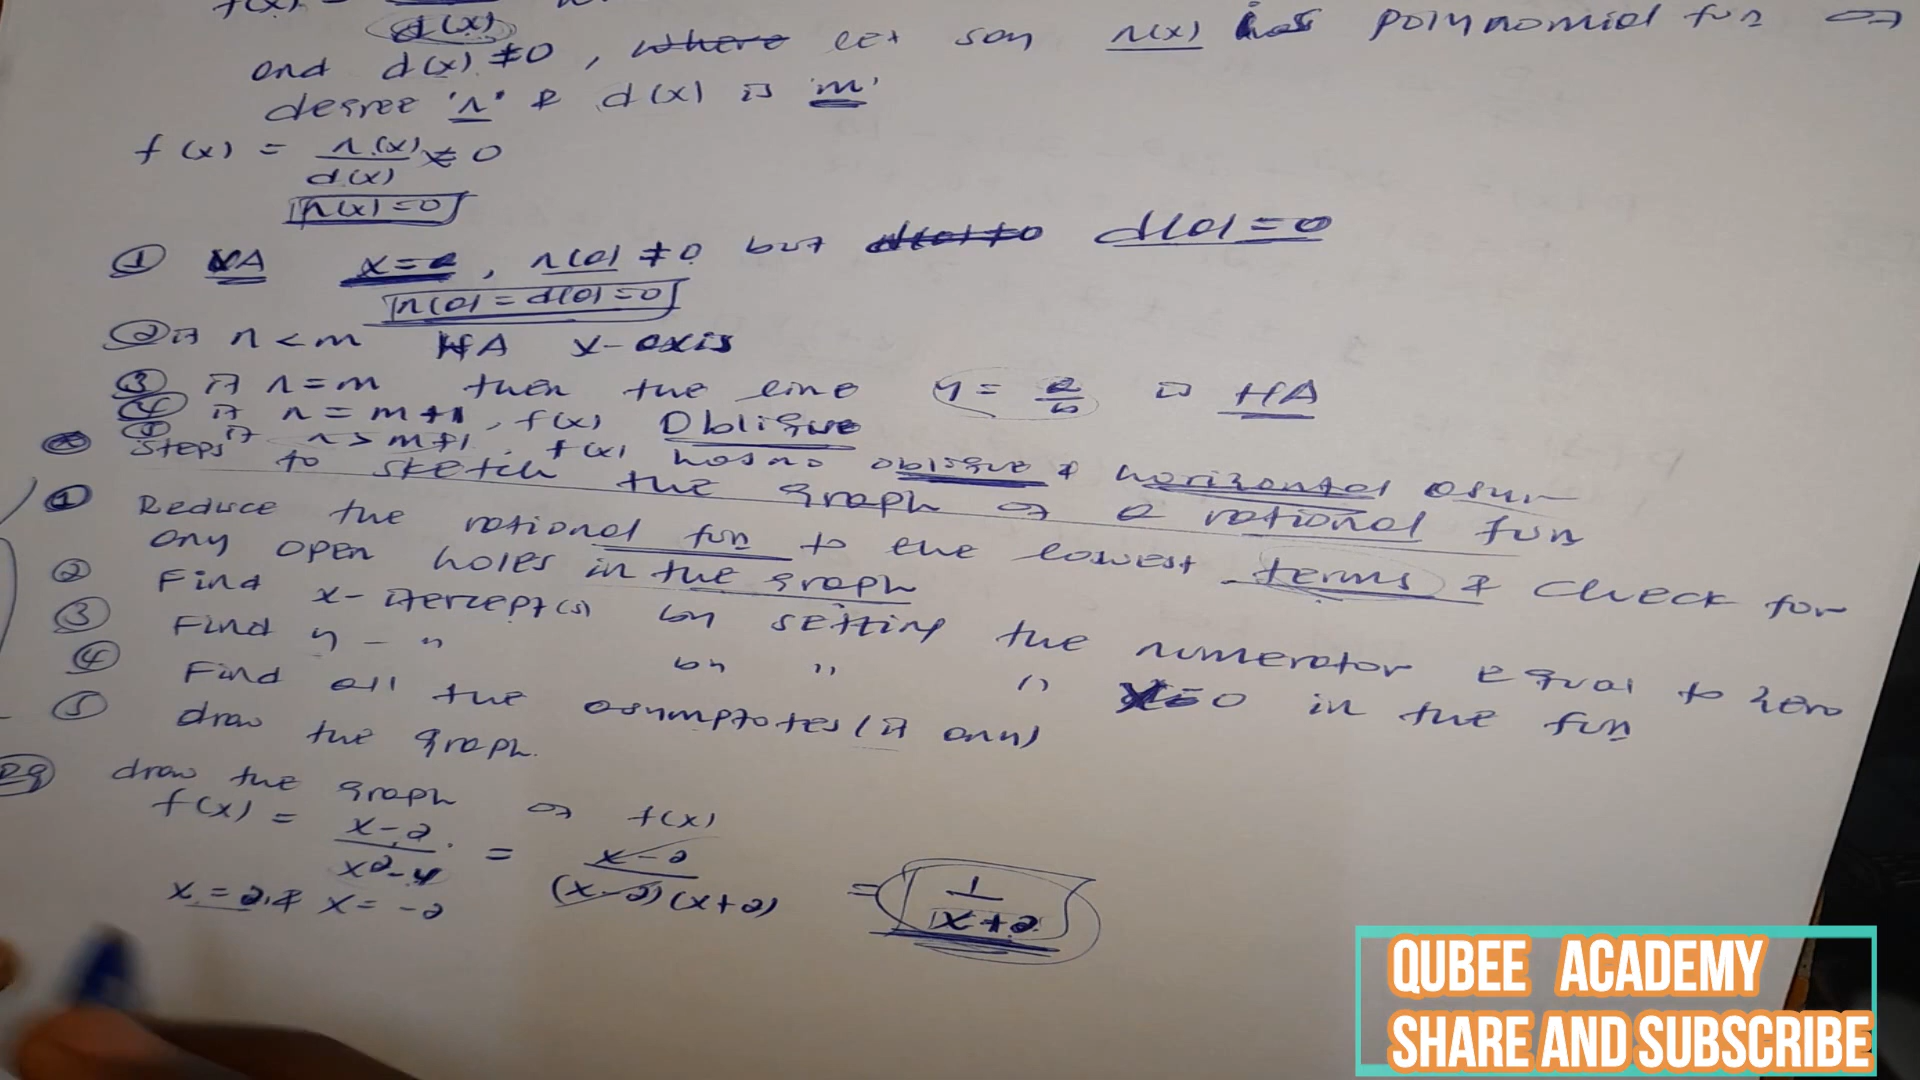 f(x) =
d(x)
and d(x) ≠ 0, where let say n(x) has polynomial fun of
degree 'n' & d(x) is 'm'
f(x) = n(x)/d(x) ≠ 0
n(x)=0
① VA x=a, n(a) ≠ 0 but d(a)≠0 d(a)=0
n(a)=d(a)=0
② if n<m HA x-axis
③ if n=m then the line y = a/b is HA
④ if n=m+1, f(x) Oblique
⑤ if n>m+1, f(x) has no oblique & horizontal asym
Steps to sketch the graph of a rational fun
① Reduce the rational fun to the lowest terms & check for
any open holes in the graph
② Find x-itercept(s) by setting the numerator equal to zero
③ Find y - " by " " x=0 in the fun
④ Find all the asymptotes (if any)
⑤ draw the graph.
Eg draw the graph of f(x)
f(x) = x-2/x²-4 = x-2/(x-2)(x+2) = 1/x+2
x=2 & x=-2
QUBEE ACADEMY
SHARE AND SUBSCRIBE